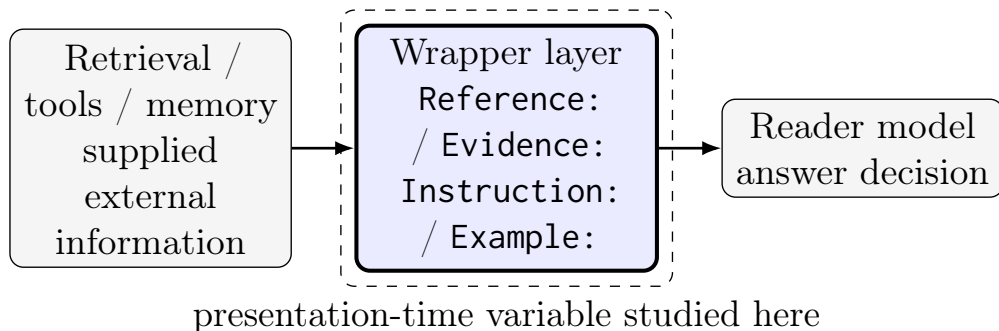 Retrieval /
tools / memory
supplied
external
information
Wrapper layer
Reference:
/ Evidence:
Instruction:
/ Example:
Reader model
answer decision
presentation-time variable studied here